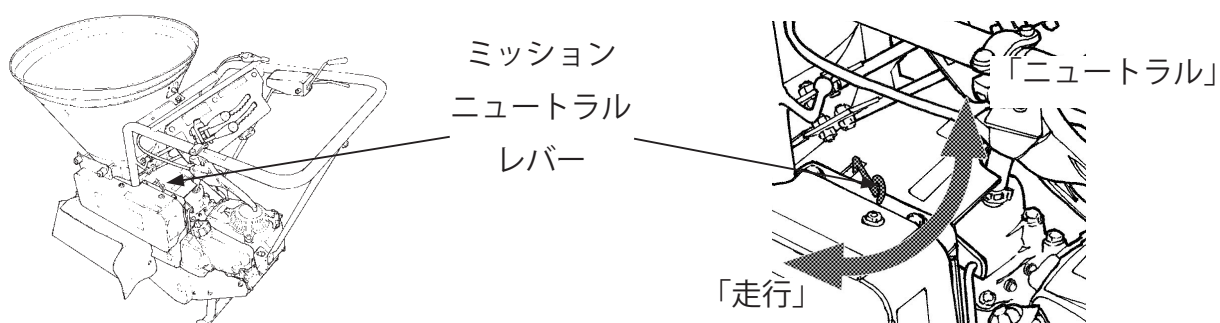 ミッション
ニュートラル
レバー
「ニュートラル」
「走行」